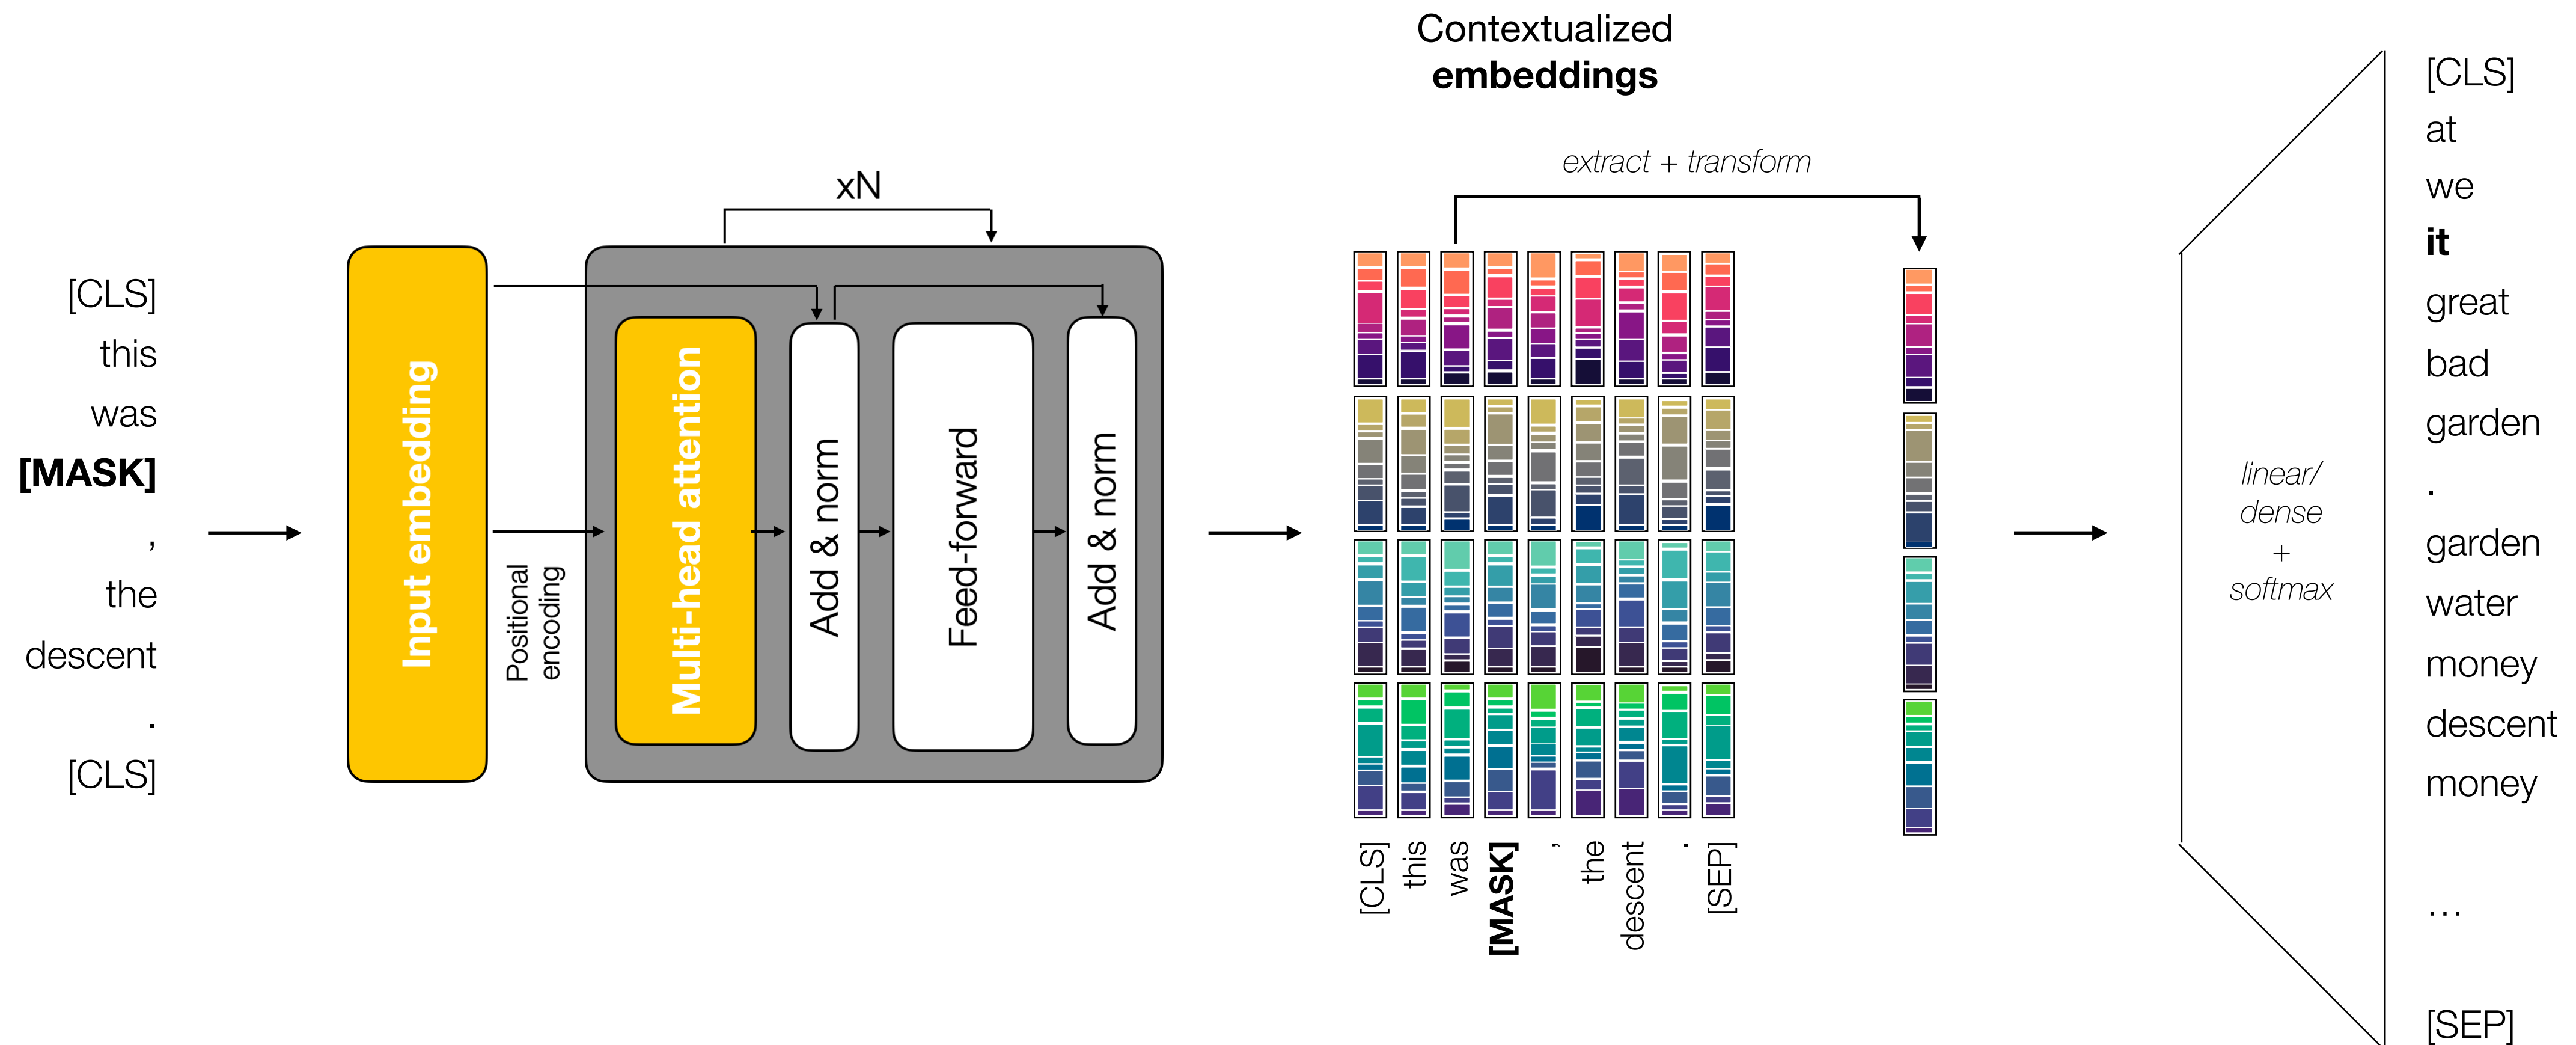 Contextualized
embeddings
extract + transform
xN
[CLS]
this
was
[MASK]
,
the
descent
.
[CLS]
Input embedding
Positional
encoding
Multi-head attention
Add & norm
Feed-forward
Add & norm
[CLS]
this
was
[MASK]
,
the
descent
.
[SEP]
linear/
dense
+
softmax
[CLS]
at
we
it
great
bad
garden
.
garden
water
money
descent
money
...
[SEP]